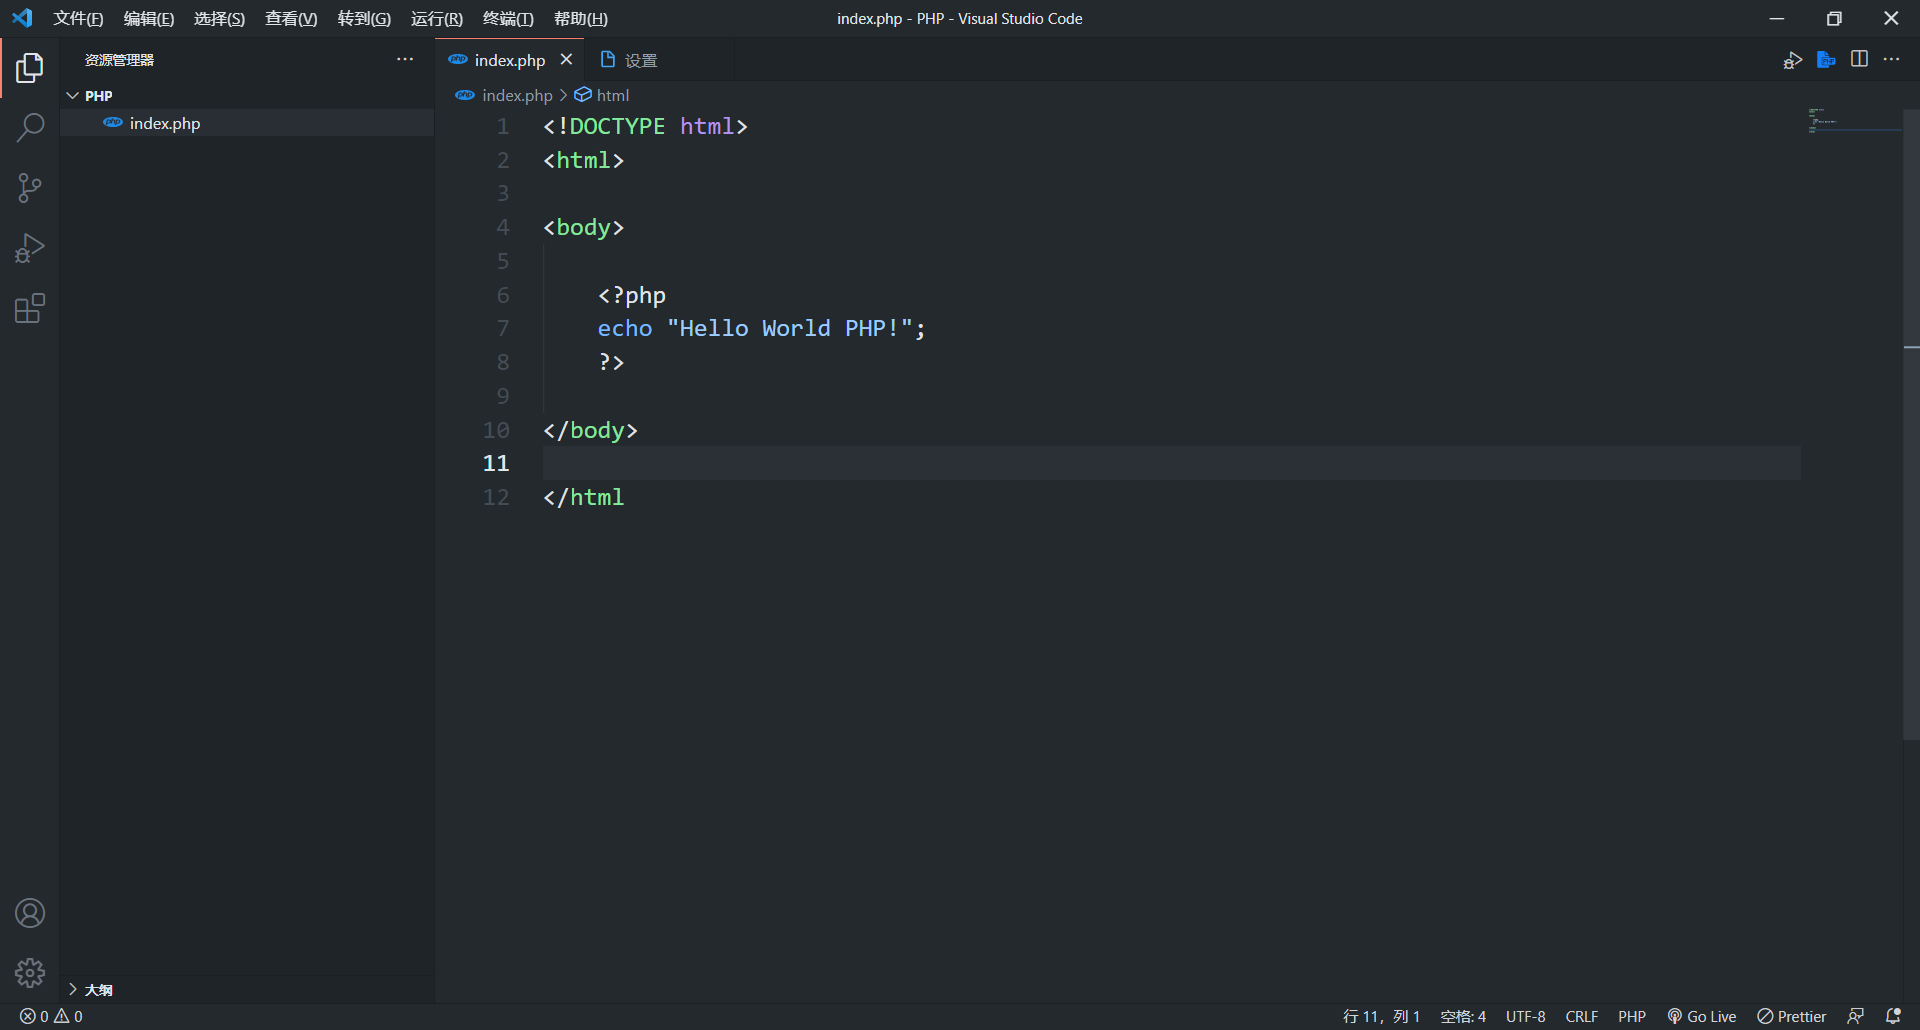 文件(F) 编辑(E) 选择(S) 查看(V) 转到(G) 运行(R) 终端(T) 帮助(H) index.php - PHP - Visual Studio Code
资源管理器
PHP
php index.php
php index.php 设置
php index.php > html
1 <!DOCTYPE html>
2 <html>
3
4 <body>
5
6 <?php
7 echo "Hello World PHP!";
8 ?>
9
10 </body>
11
12 </html
大纲
0 0 行 11，列 1 空格: 4 UTF-8 CRLF PHP Go Live Prettier